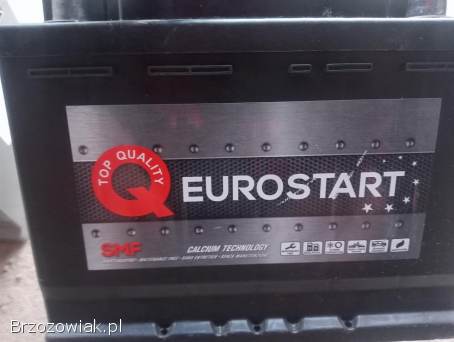 TOP QUALITY
Q EUROSTART
SMF
CALCIUM TECHNOLOGY
Brzozowiak.pl